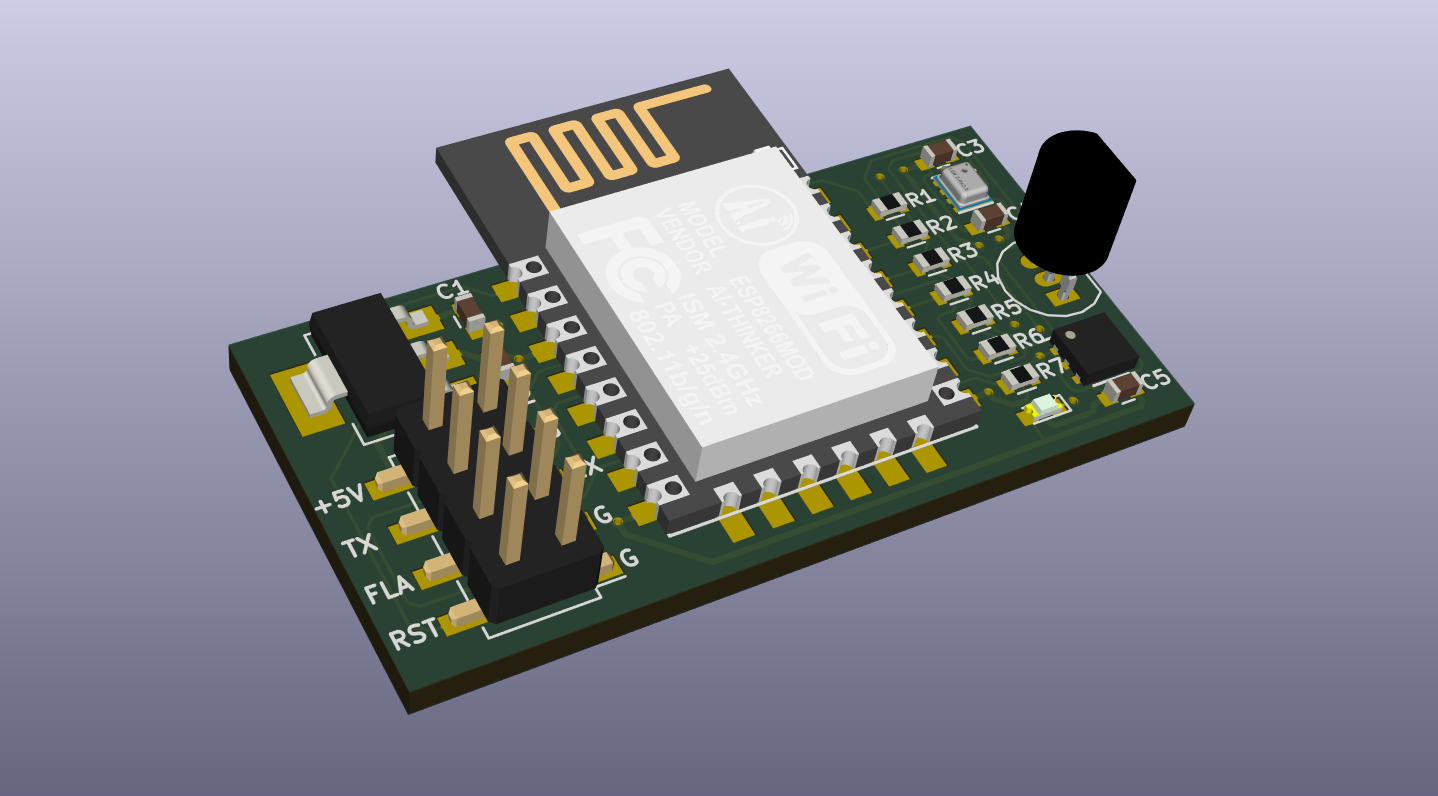 C3
R1
R2
R3
R4
R5
R6
R7
C5
C1
Ai
WiFi
FC
MODEL
VENDOR
ESP8266MOD
AI-THINKER
ISM 2.4GHz
PA +25dBm
802.11b/g/n
+5V
TX
FLA
RST
G
G